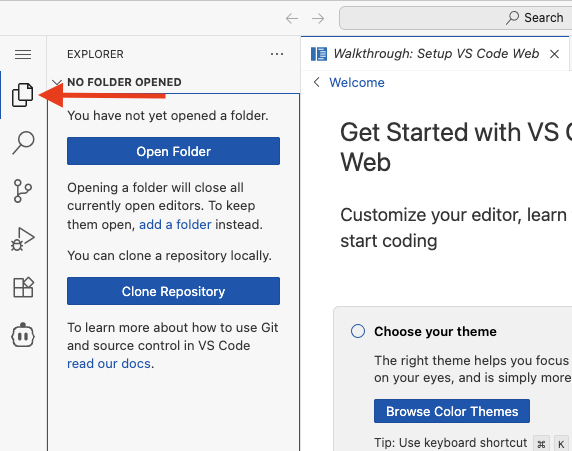 Search
EXPLORER
NO FOLDER OPENED
You have not yet opened a folder.
Open Folder
Opening a folder will close all
currently open editors. To keep
them open, add a folder instead.
You can clone a repository locally.
Clone Repository
To learn more about how to use Git
and source control in VS Code
read our docs.
Walkthrough: Setup VS Code Web
Welcome
Get Started with VS C
Web
Customize your editor, learn
start coding
Choose your theme
The right theme helps you focus
on your eyes, and is simply more
Browse Color Themes
Tip: Use keyboard shortcut ⌘ K